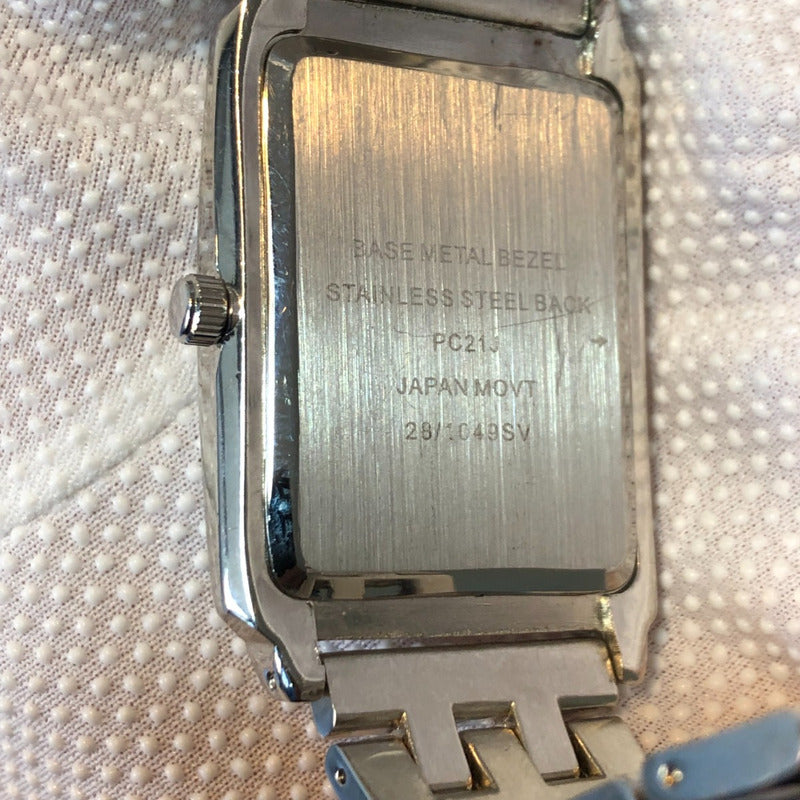 BASE METAL BEZEL
STAINLESS STEEL BACK
PC21J
JAPAN MOVT
28/1049SV